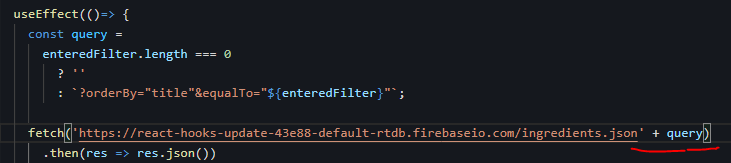 useEffect(()=> {
const query =
enteredFilter.length === 0
? ''
: `?orderBy="title"&equalTo="${enteredFilter}"`;
fetch('https://react-hooks-update-43e88-default-rtdb.firebaseio.com/ingredients.json' + query)
.then(res => res.json())